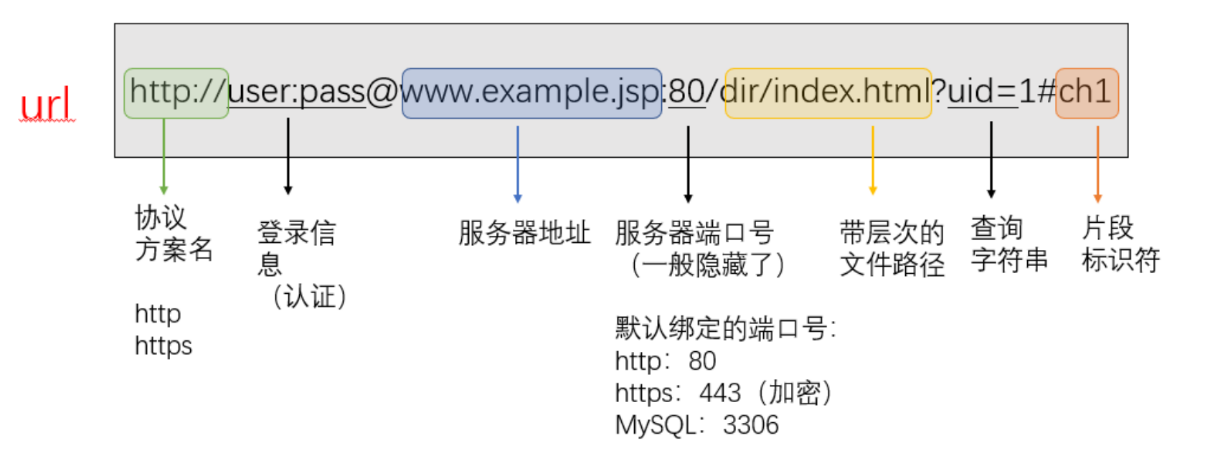 url
http://user:pass@www.example.jsp:80/dir/index.html?uid=1#ch1
协议
方案名
http
https
登录信
息
（认证）
服务器地址
服务器端口号
（一般隐藏了）
默认绑定的端口号：
http：80
https：443（加密）
MySQL：3306
带层次的
文件路径
查询
字符串
片段
标识符